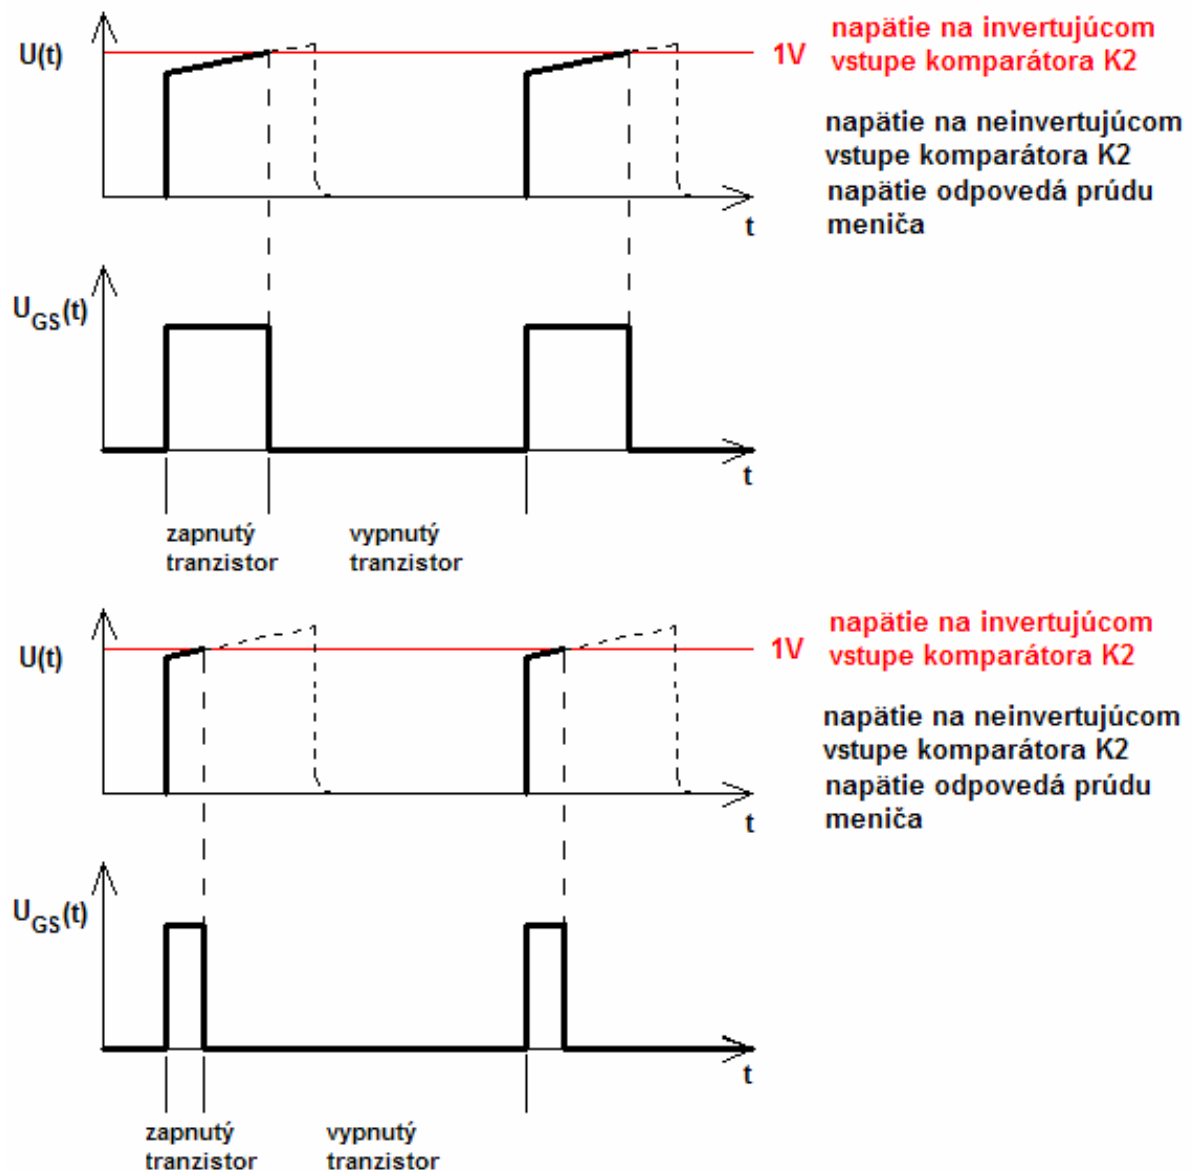 U(t)
1V
napätie na invertujúcom
vstupe komparátora K2
napätie na neinvertujúcom
vstupe komparátora K2
napätie odpovedá prúdu
meniča
t
UGS(t)
t
zapnutý
tranzistor
vypnutý
tranzistor
U(t)
1V
napätie na invertujúcom
vstupe komparátora K2
napätie na neinvertujúcom
vstupe komparátora K2
napätie odpovedá prúdu
meniča
t
UGS(t)
t
zapnutý
tranzistor
vypnutý
tranzistor